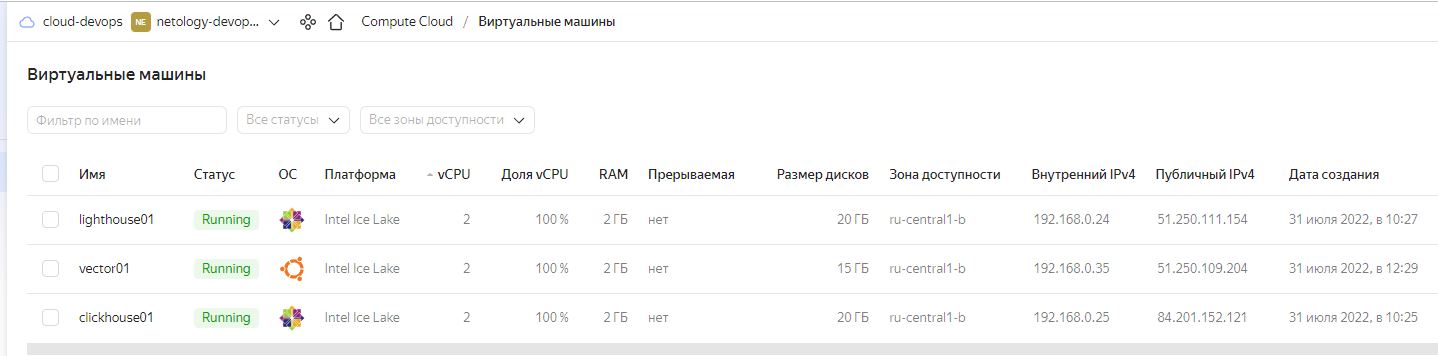 cloud-devops NE netology-devop... Compute Cloud / Виртуальные машины
Виртуальные машины
Фильтр по имени Все статусы Все зоны доступности
Имя Статус ОС Платформа vCPU Доля vCPU RAM Прерываемая Размер дисков Зона доступности Внутренний IPv4 Публичный IPv4 Дата создания
lighthouse01 Running Intel Ice Lake 2 100 % 2 ГБ нет 20 ГБ ru-central1-b 192.168.0.24 51.250.111.154 31 июля 2022, в 10:27
vector01 Running Intel Ice Lake 2 100 % 2 ГБ нет 15 ГБ ru-central1-b 192.168.0.35 51.250.109.204 31 июля 2022, в 12:29
clickhouse01 Running Intel Ice Lake 2 100 % 2 ГБ нет 20 ГБ ru-central1-b 192.168.0.25 84.201.152.121 31 июля 2022, в 10:25